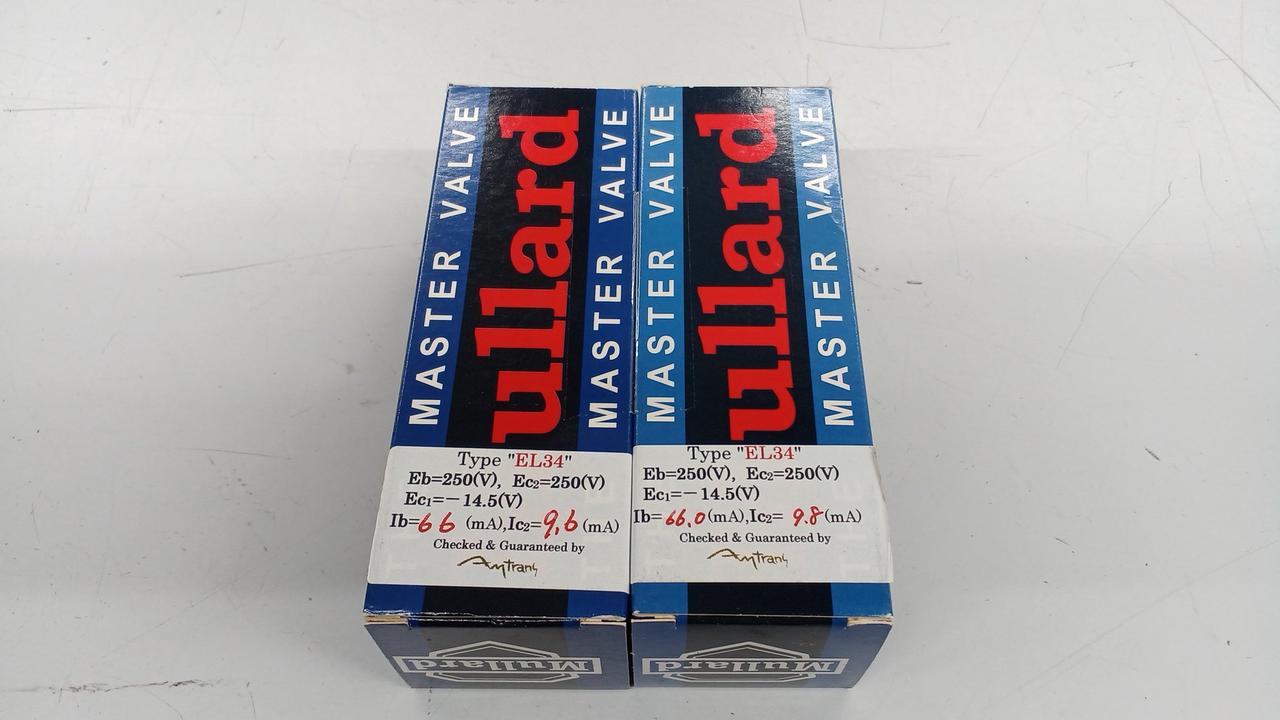 MASTER VALVE
ullard
MASTER VALVE
Type "EL34"
Eb=250(V), Ec2=250(V)
Ec1=−14.5(V)
Ib=66 (mA),Ic2=9.6(mA)
Checked & Guaranteed by
Amtrans
Mullard
MASTER VALVE
ullard
MASTER VALVE
Type "EL34"
Eb=250(V), Ec2=250(V)
Ec1=−14.5(V)
Ib=66.0(mA),Ic2= 9.8(mA)
Checked & Guaranteed by
Amtrans
Mullard